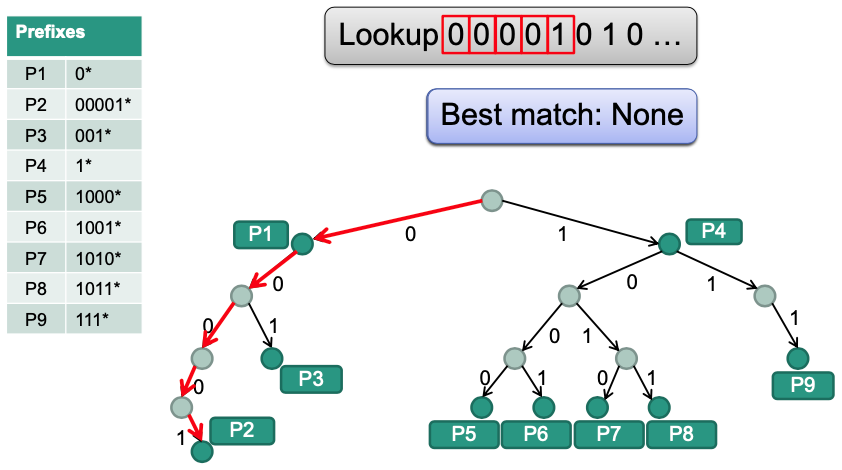 Prefixes
P1 0*
P2 00001*
P3 001*
P4 1*
P5 1000*
P6 1001*
P7 1010*
P8 1011*
P9 111*
Lookup 0 0 0 0 1 0 1 0 ...
Best match: None
P1 0 1 P4
0 0 1
0 1 0 1 1
0 P3 0 1 0 1 P9
1 P2 P5 P6 P7 P8